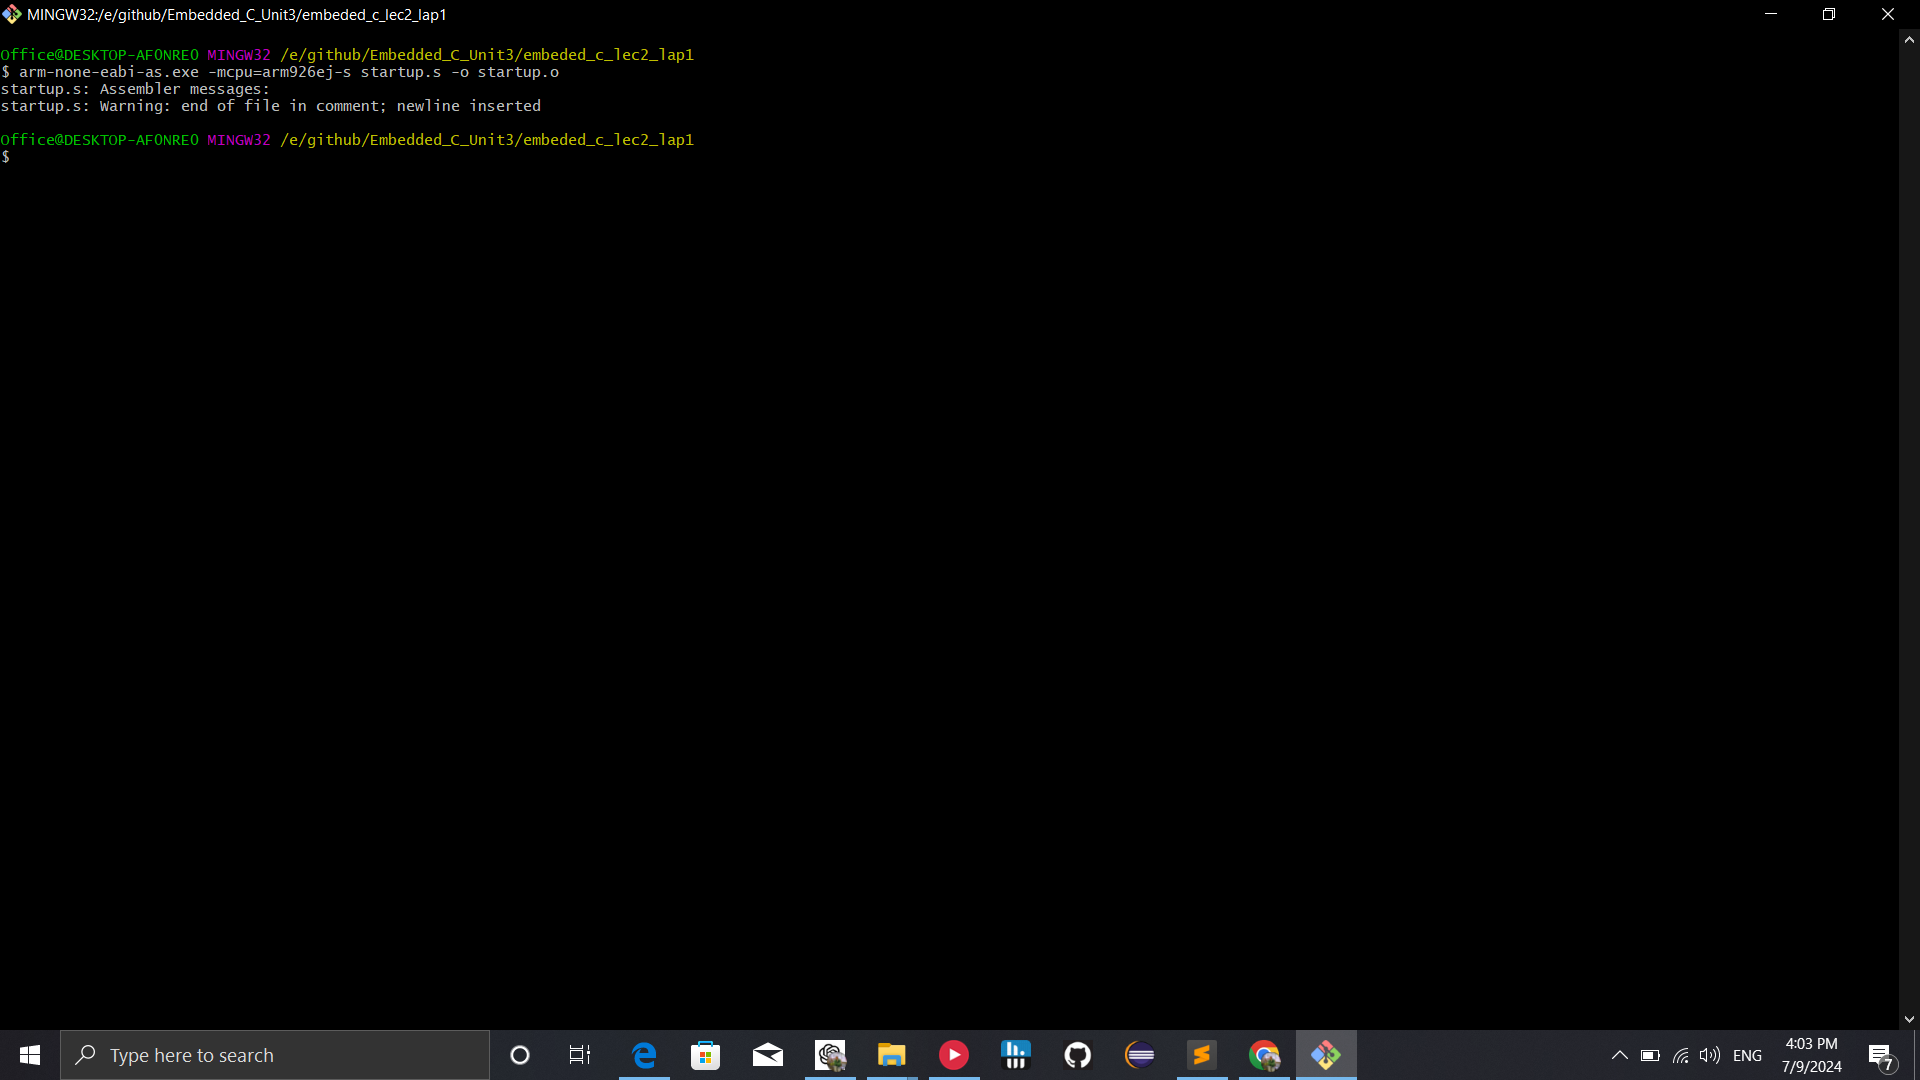 MINGW32:/e/github/Embedded_C_Unit3/embeded_c_lec2_lap1
Office@DESKTOP-AF0NRE0 MINGW32 /e/github/Embedded_C_Unit3/embeded_c_lec2_lap1
$ arm-none-eabi-as.exe -mcpu=arm926ej-s startup.s -o startup.o
startup.s: Assembler messages:
startup.s: Warning: end of file in comment; newline inserted
Office@DESKTOP-AF0NRE0 MINGW32 /e/github/Embedded_C_Unit3/embeded_c_lec2_lap1
$
Type here to search
ENG
4:03 PM
7/9/2024
7